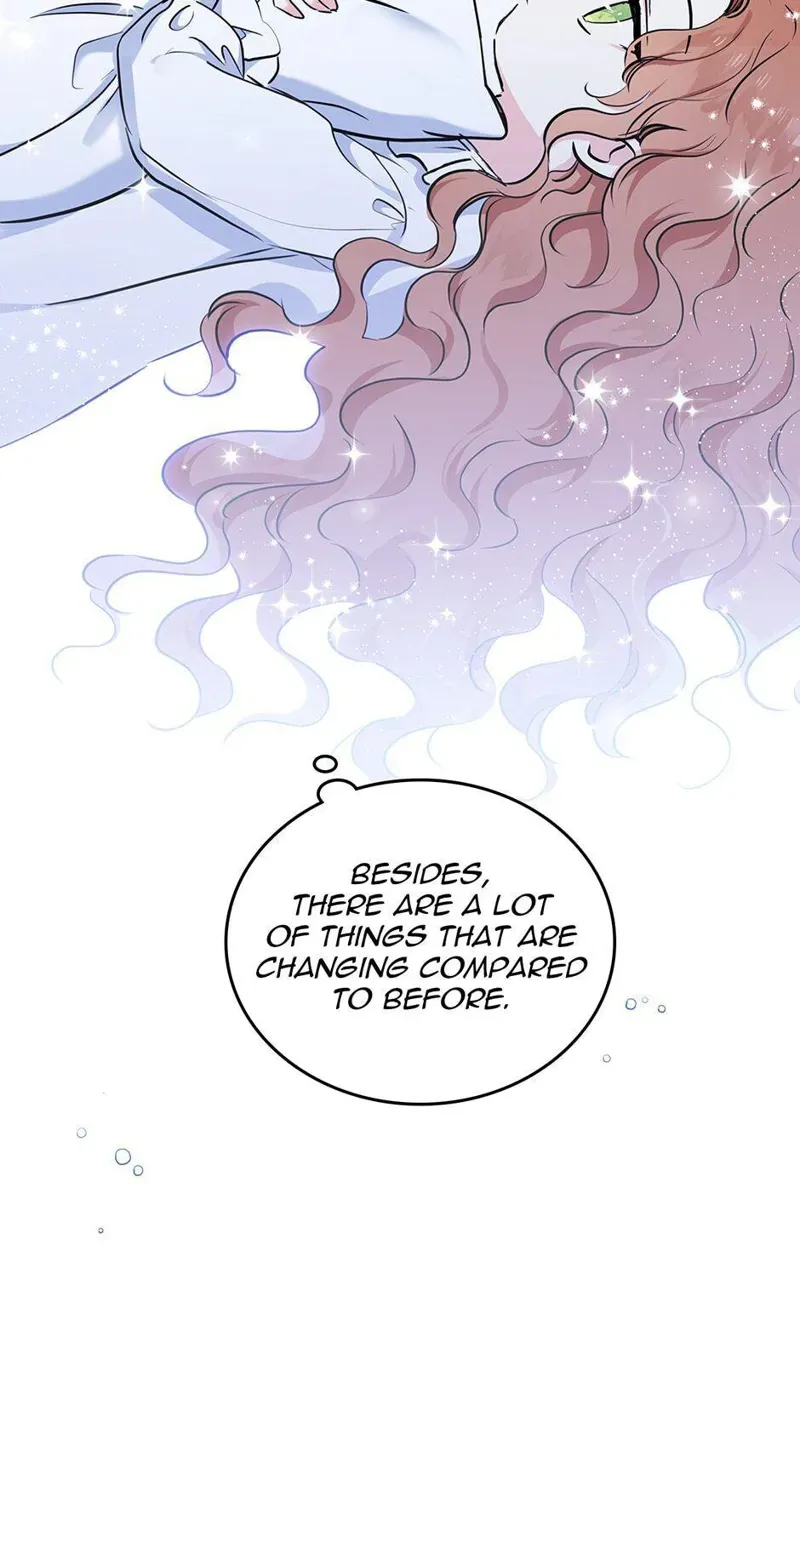 BESIDES,
THERE ARE A LOT
OF THINGS THAT ARE
CHANGING COMPARED
TO BEFORE.